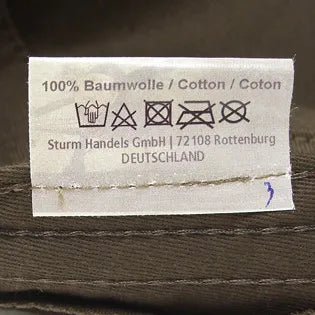 100% Baumwolle / Cotton / Coton
Sturm Handels GmbH | 72108 Rottenburg
DEUTSCHLAND
3